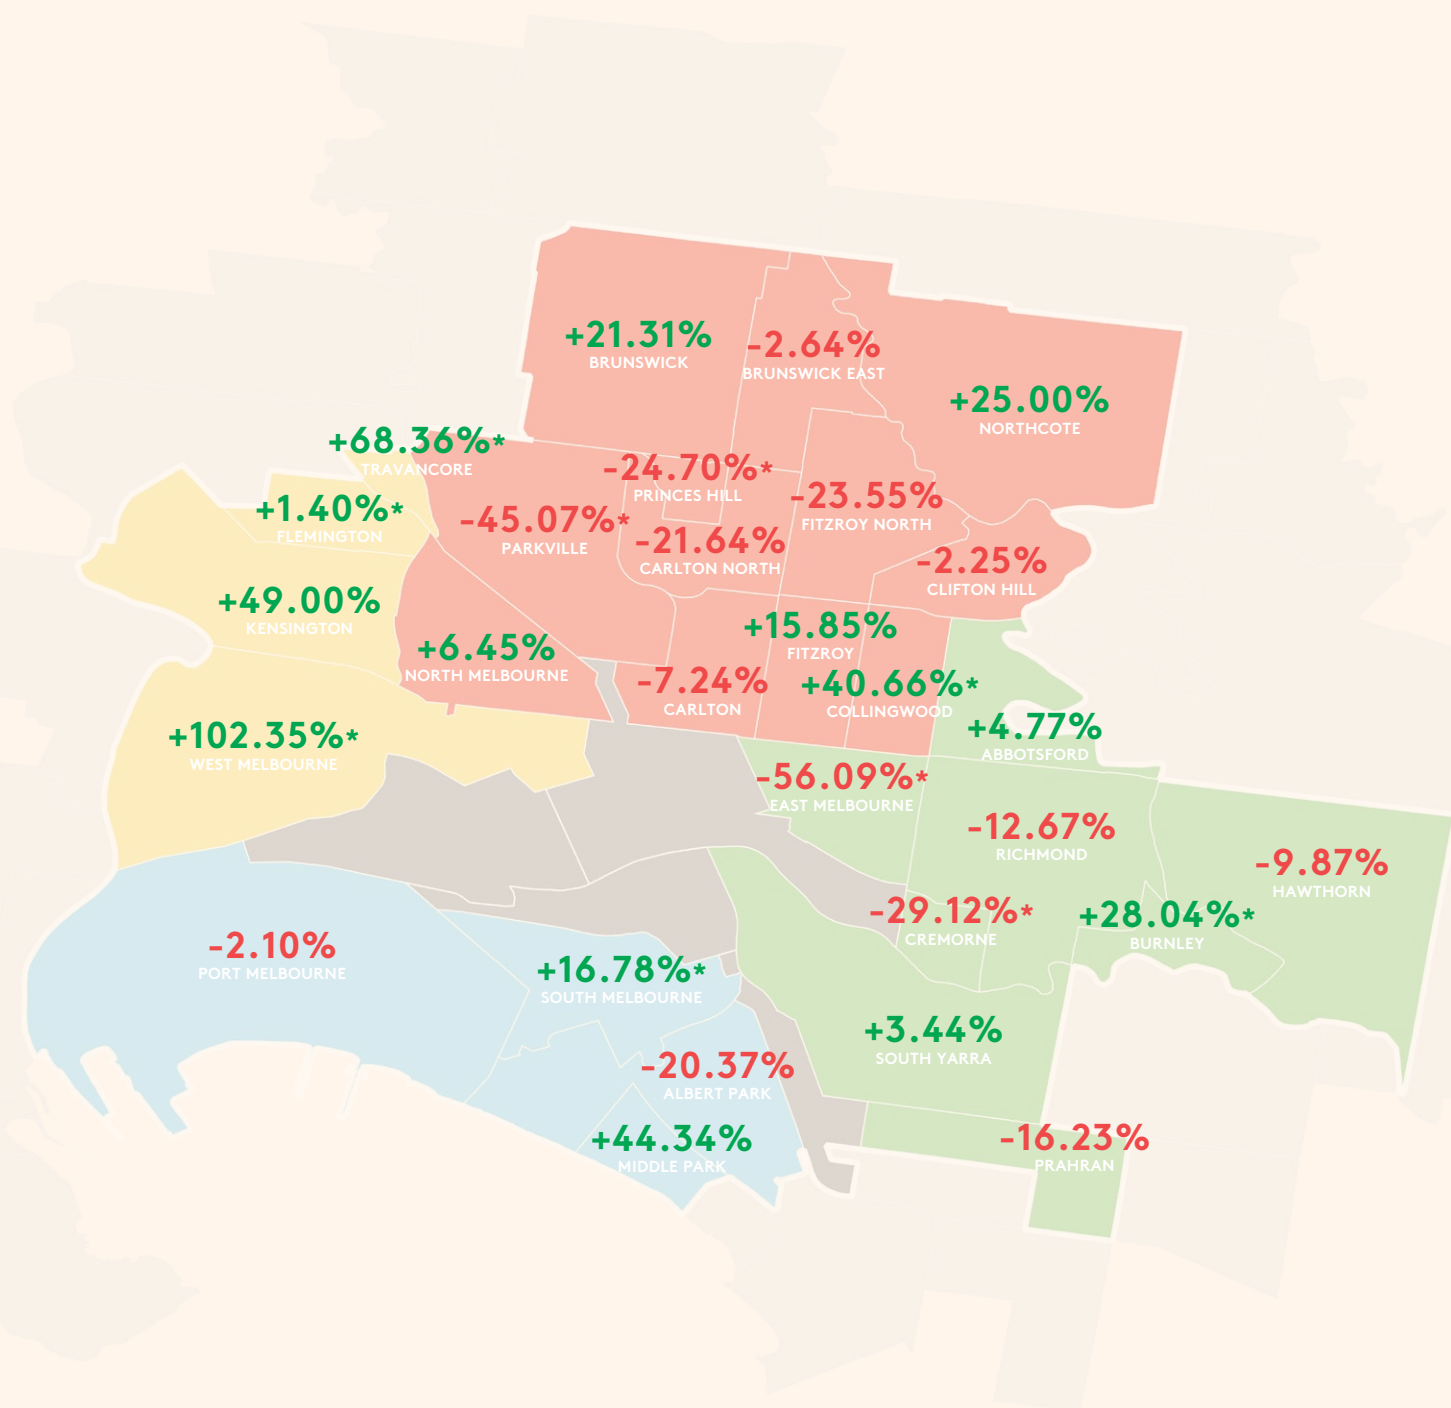 +21.31%
BRUNSWICK
-2.64%
BRUNSWICK EAST
+25.00%
NORTHCOTE
+68.36%*
TRAVANCORE
-24.70%*
PRINCES HILL
-23.55%
FITZROY NORTH
+1.40%*
FLEMINGTON
-45.07%*
PARKVILLE
-21.64%
CARLTON NORTH
-2.25%
CLIFTON HILL
+49.00%
KENSINGTON
+15.85%
FITZROY
+6.45%
NORTH MELBOURNE
-7.24%
CARLTON
+40.66%*
COLLINGWOOD
+102.35%*
WEST MELBOURNE
+4.77%
ABBOTSFORD
-56.09%*
EAST MELBOURNE
-12.67%
RICHMOND
-9.87%
HAWTHORN
-29.12%*
CREMORNE
+28.04%*
BURNLEY
-2.10%
PORT MELBOURNE
+16.78%*
SOUTH MELBOURNE
+3.44%
SOUTH YARRA
-20.37%
ALBERT PARK
+44.34%
MIDDLE PARK
-16.23%
PRAHRAN